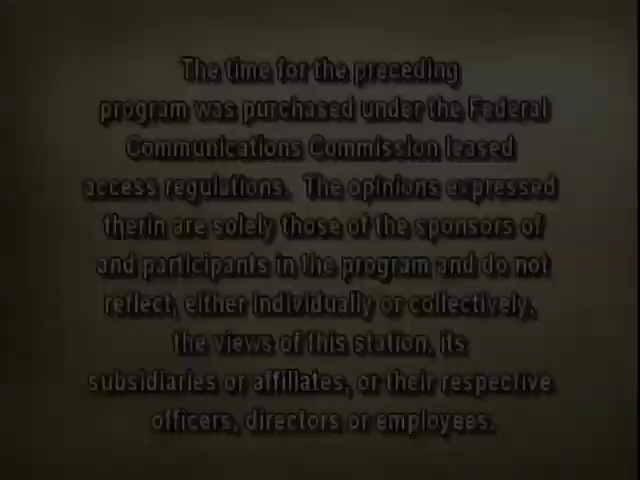 The time for the preceding
program was purchased under the Federal
Communications Commission leased
access regulations. The opinions expressed
therin are solely those of the sponsors of
and participants in the program and do not
reflect, either individually or collectively,
the views of this station, its
subsidiaries or affiliates, or their respective
officers, directors or employees.